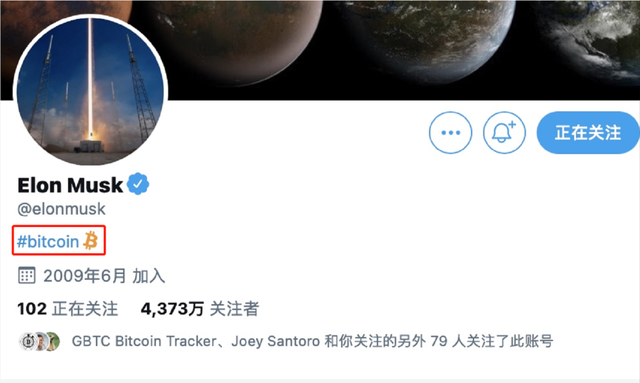 正在关注
Elon Musk
@elonmusk
#bitcoin
2009年6月 加入
102 正在关注 4,373万 关注者
GBTC Bitcoin Tracker、Joey Santoro 和你关注的另外 79 人关注了此账号